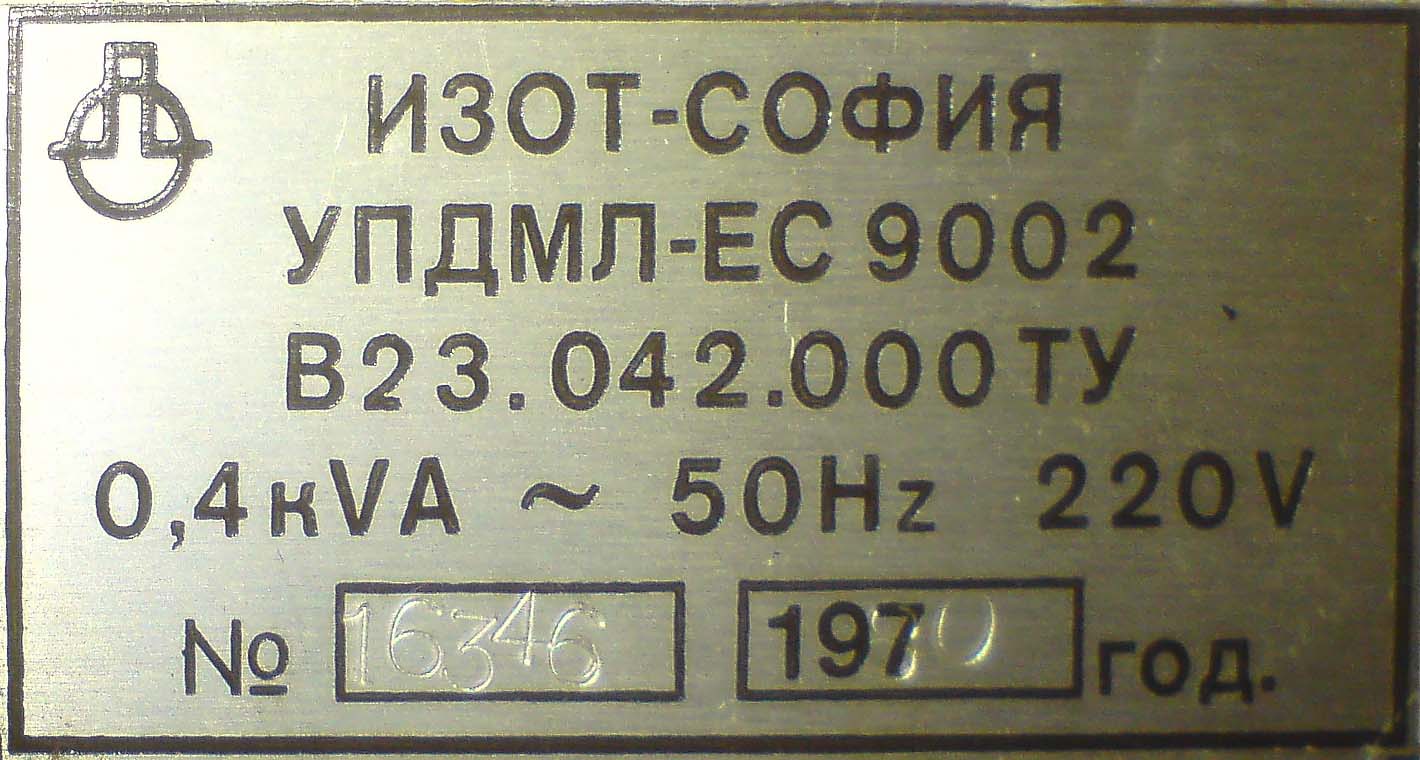 ИЗОТ-СОФИЯ
УПДМЛ-ЕС 9002
В23.042.000ТУ
0,4кVA ~ 50Hz 220V
№ 16346 197 год.